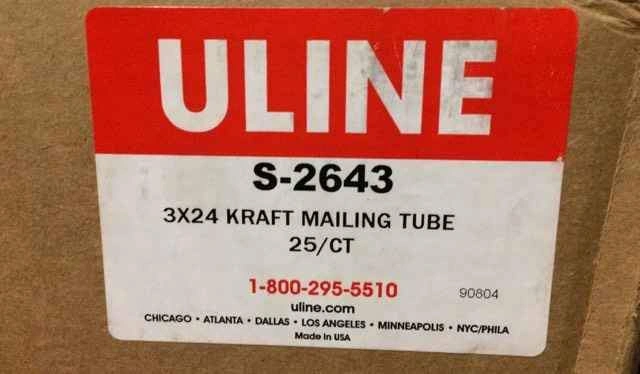 ULINE
S-2643
3X24 KRAFT MAILING TUBE
25/CT
1-800-295-5510
90804
uline.com
CHICAGO • ATLANTA • DALLAS • LOS ANGELES • MINNEAPOLIS • NYC/PHILA
Made in USA